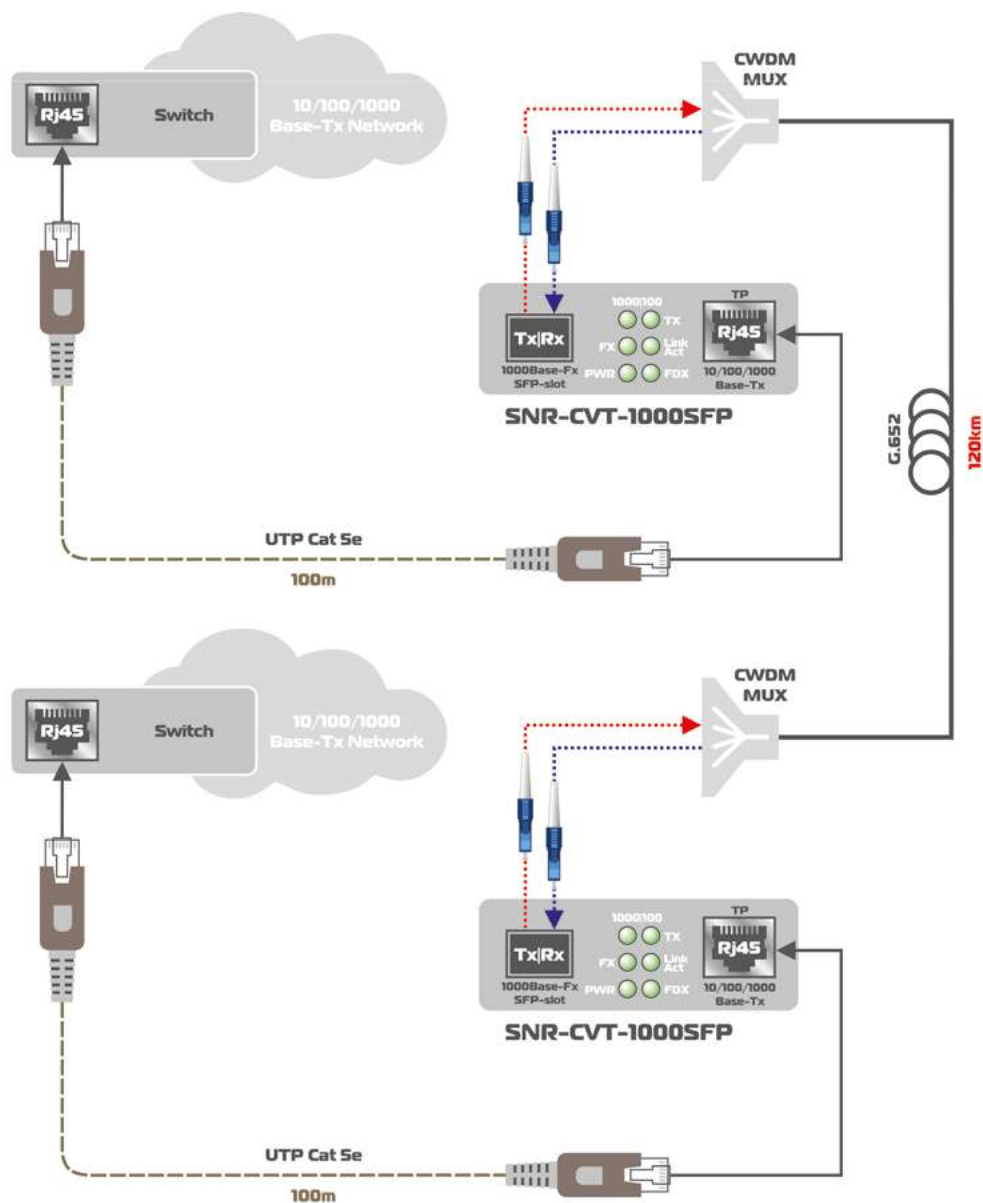 CWDM
MUX
Rj45
Switch
10/100/1000
Base-Tx Network
1000|100
TP
TX
Tx|Rx
FX
Link
Act
Rj45
1000Base-Fx
SFP-slot
PWR
FDX
10/100/1000
Base-Tx
SNR-CVT-1000SFP
G.652
120km
UTP Cat 5e
100m
CWDM
MUX
Rj45
Switch
10/100/1000
Base-Tx Network
1000|100
TP
TX
Tx|Rx
FX
Link
Act
Rj45
1000Base-Fx
SFP-slot
PWR
FDX
10/100/1000
Base-Tx
SNR-CVT-1000SFP
UTP Cat 5e
100m